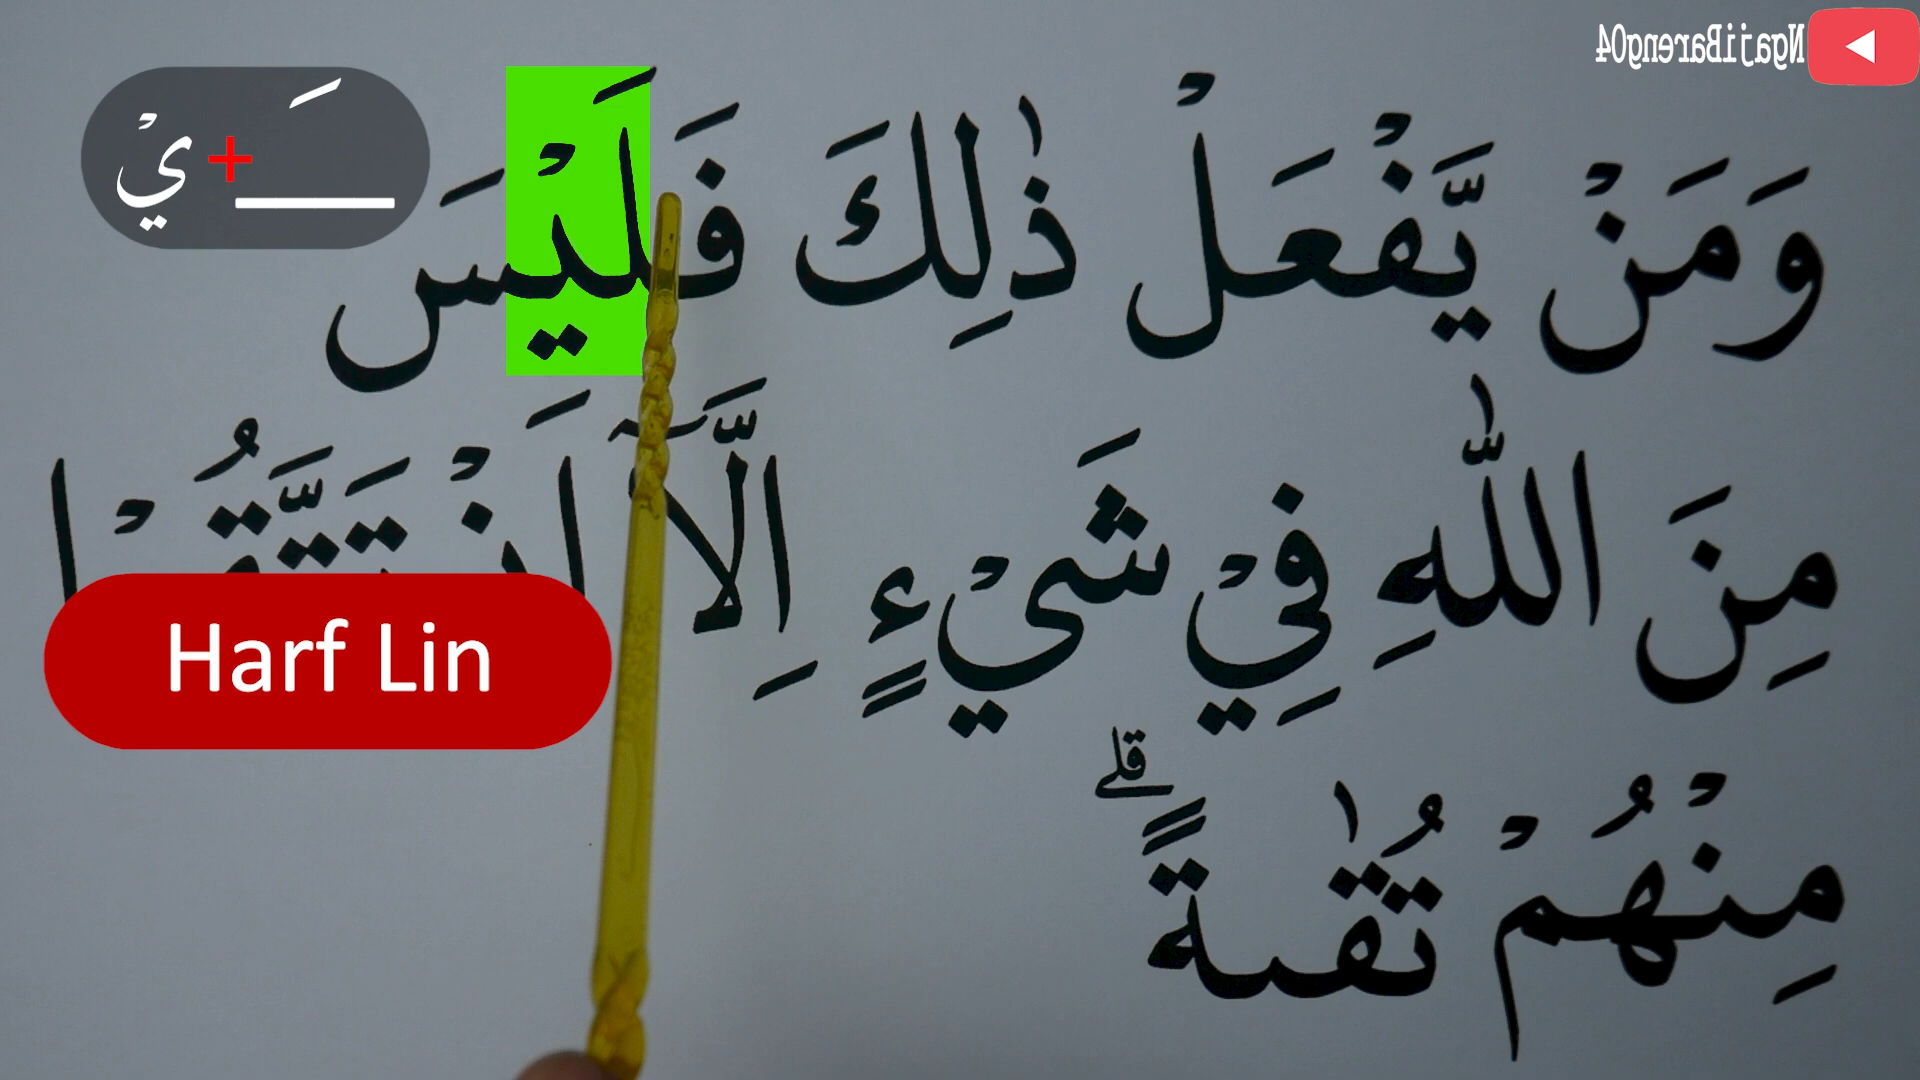 NgajiBareng04
ـَ + يْ
وَمَنْ يَّفْعَلْ ذٰلِكَ فَلَيْسَ
مِنَ اللّٰهِ فِيْ شَيْءٍ اِلَّآ
مِنْهُمْ تُقٰىةً ۗ
Harf Lin